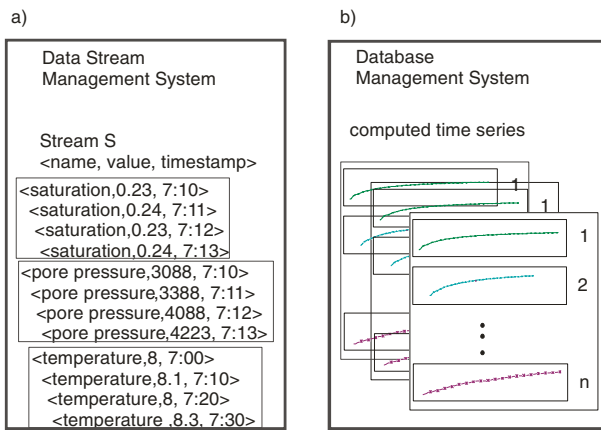 a)
Data Stream
Management System
Stream S
<name, value, timestamp>
<saturation,0.23, 7:10>
<saturation,0.24, 7:11>
<saturation,0.23, 7:12>
<saturation,0.24, 7:13>
<pore pressure,3088, 7:10>
<pore pressure,3388, 7:11>
<pore pressure,4088, 7:12>
<pore pressure,4223, 7:13>
<temperature,8, 7:00>
<temperature,8.1, 7:10>
<temperature,8, 7:20>
<temperature ,8.3, 7:30>
b)
Database
Management System
computed time series
1
1
1
2
n